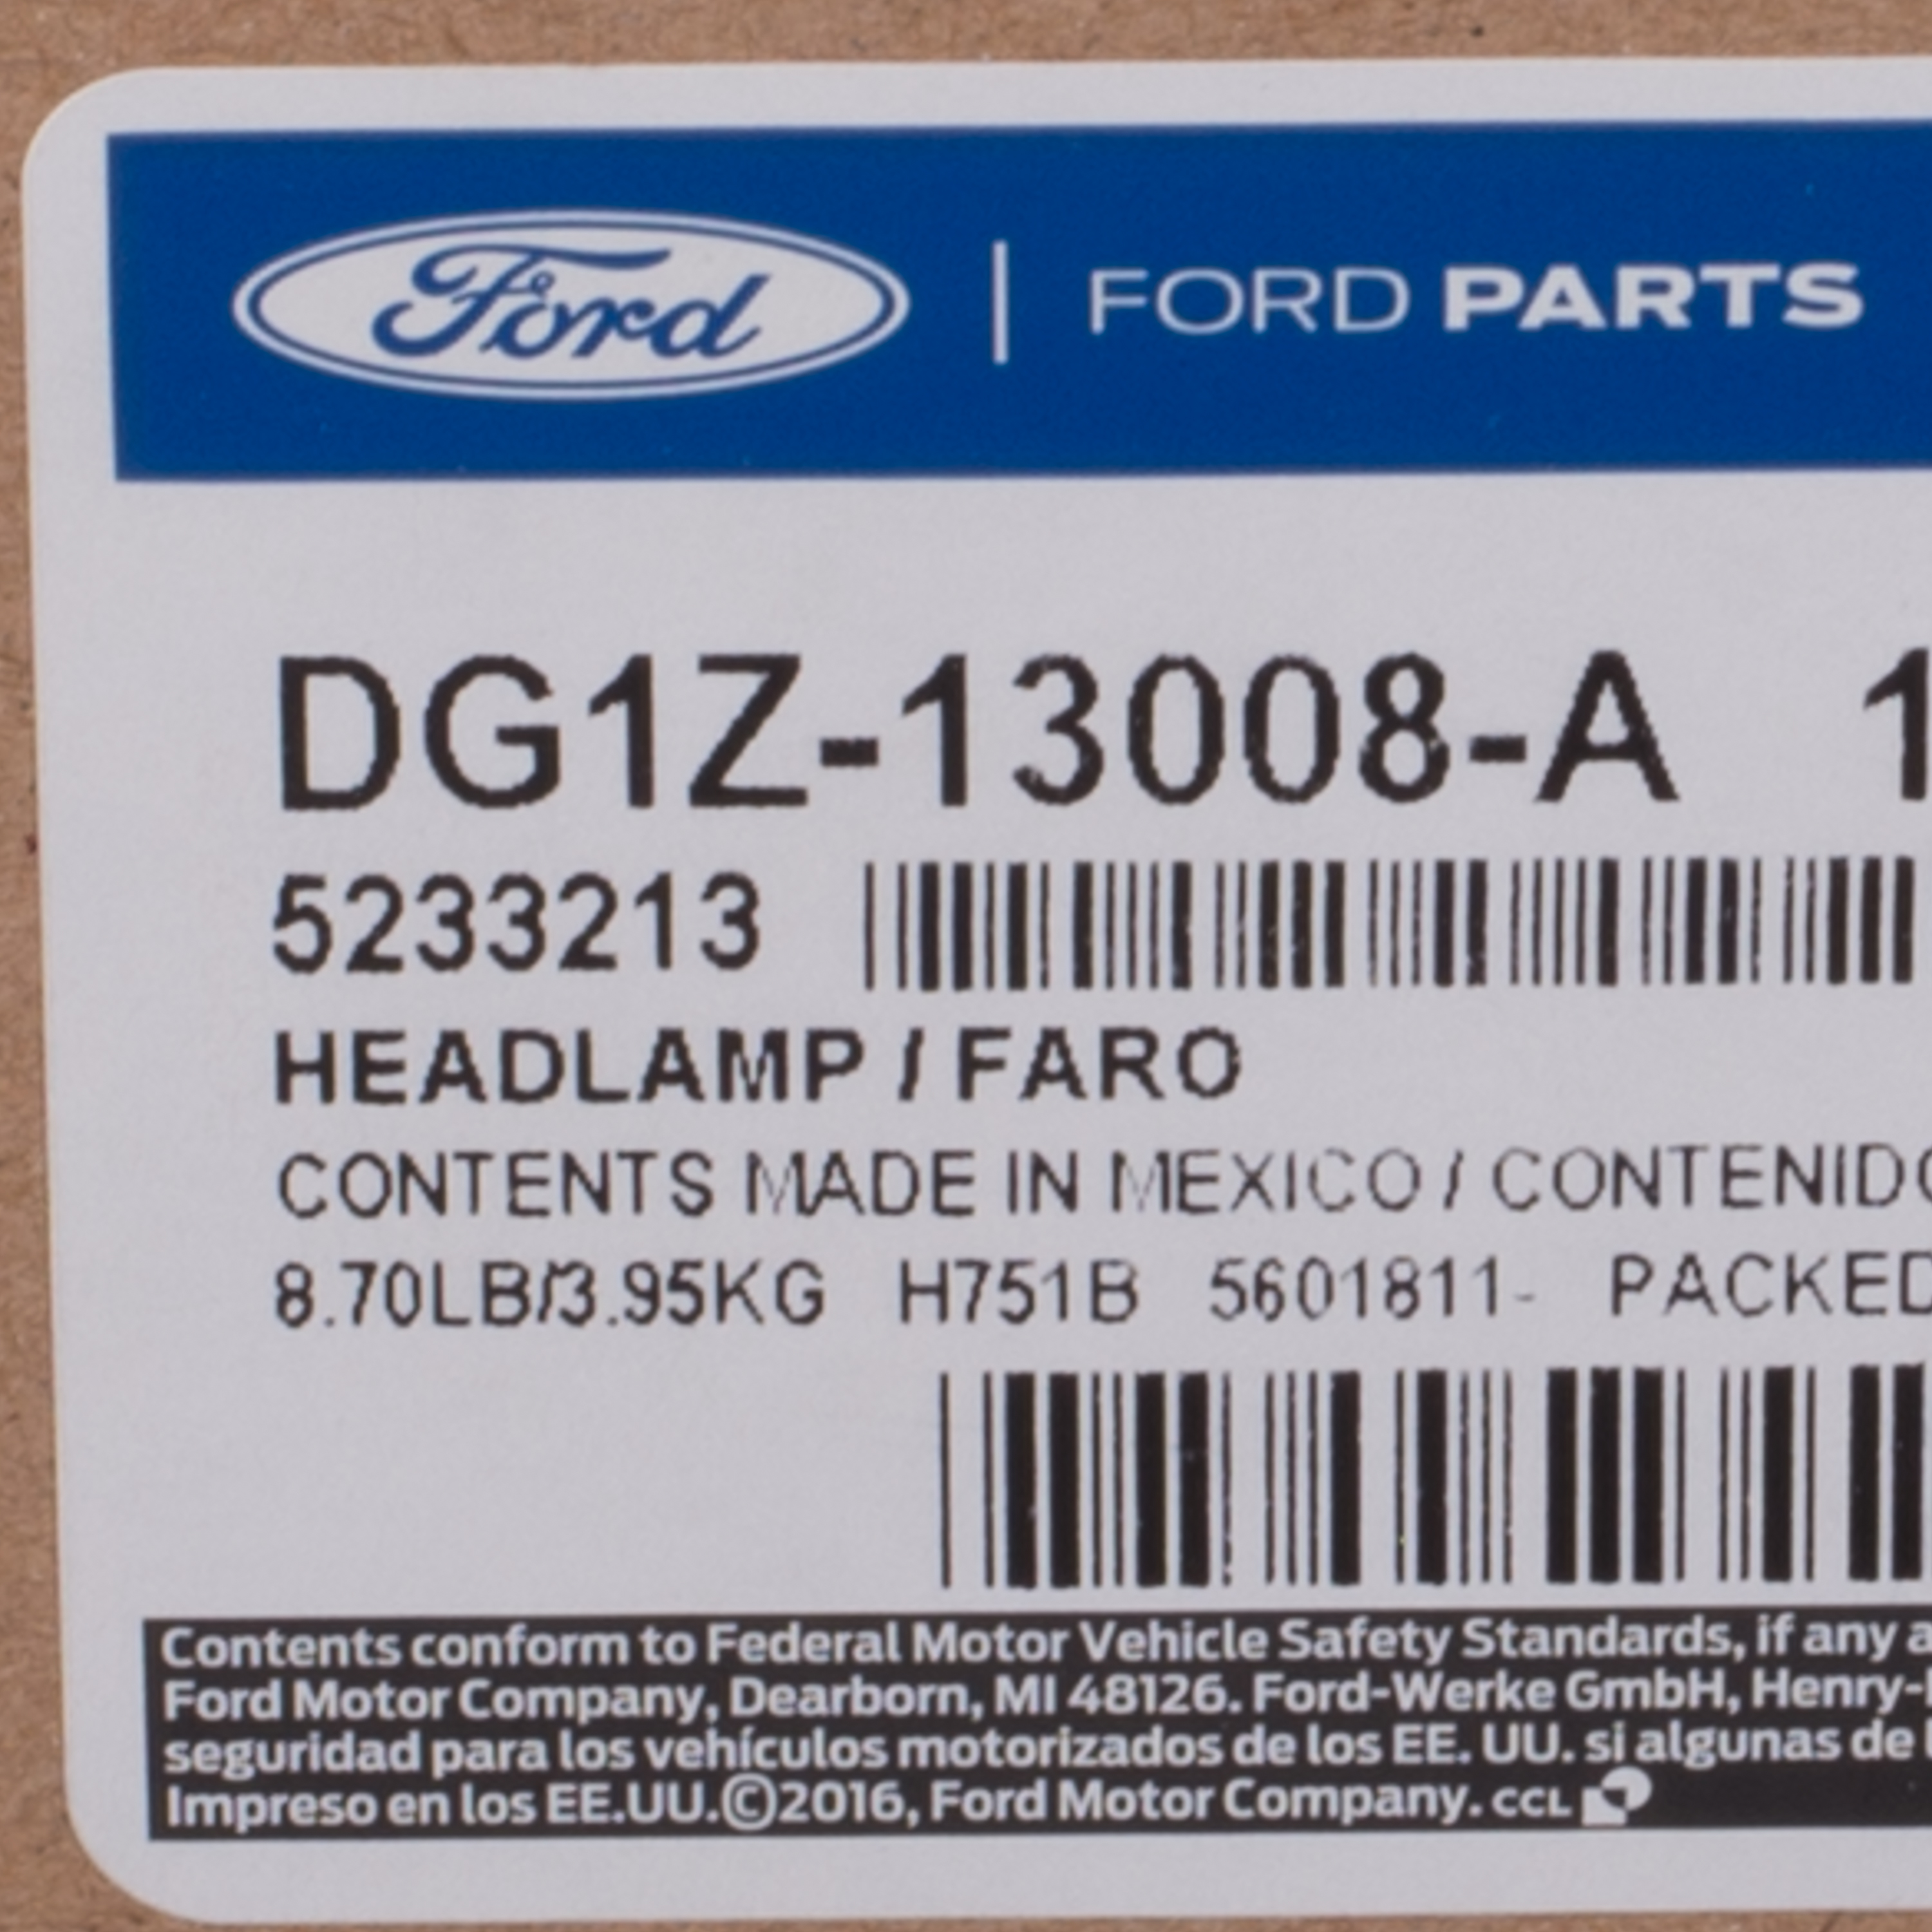 Ford | FORD PARTS
DG1Z-13008-A 1
5233213
HEADLAMP / FARO
CONTENTS MADE IN MEXICO / CONTENIDO
8.70LB/3.95KG H751B 5601811- PACKED
Contents conform to Federal Motor Vehicle Safety Standards, if any a
Ford Motor Company, Dearborn, MI 48126. Ford-Werke GmbH, Henry-
seguridad para los vehículos motorizados de los EE. UU. si algunas de
Impreso en los EE.UU.©2016, Ford Motor Company. CCL